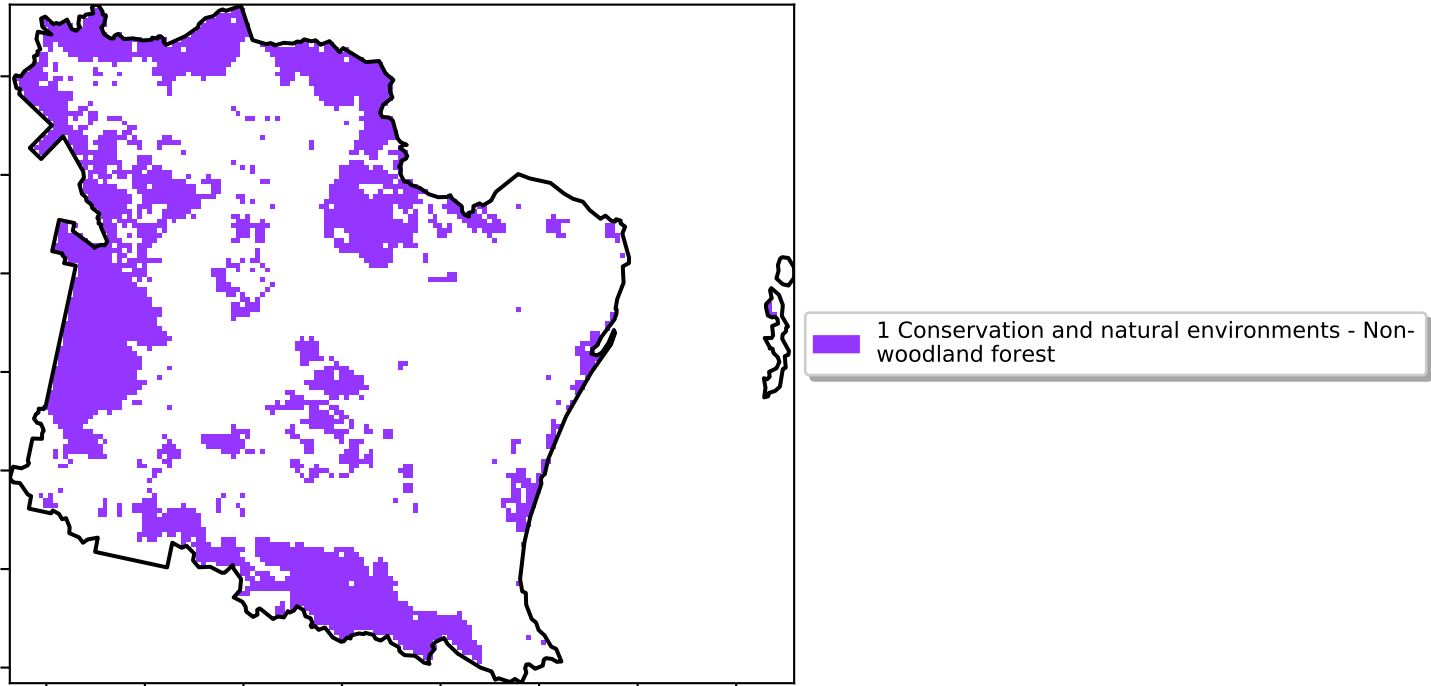 1 Conservation and natural environments - Non-
woodland forest